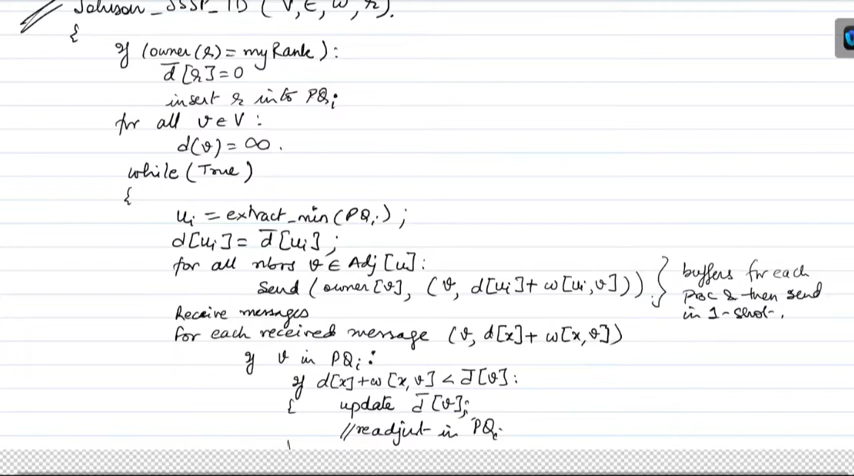 Johnson_SSSP_1D (V,E,w,r).
{
if (owner(r)=myRank):
d̄[r]=0
insert r into PQi;
for all v∈V:
d(v)=∞.
while(True)
{
ui = extract_min(PQi);
d[ui]= d̄[ui];
for all nbrs v∈Adj[u]:
Send (owner[v], (v, d[ui]+w[ui,v]));
} buffers for each
proc & then send
in 1-shot.
Receive messages
for each received message (v, d[x]+w[x,v])
if v in PQi:
if d[x]+w[x,v] < d̄[v]:
{ update d̄[v];
//readjust in PQi